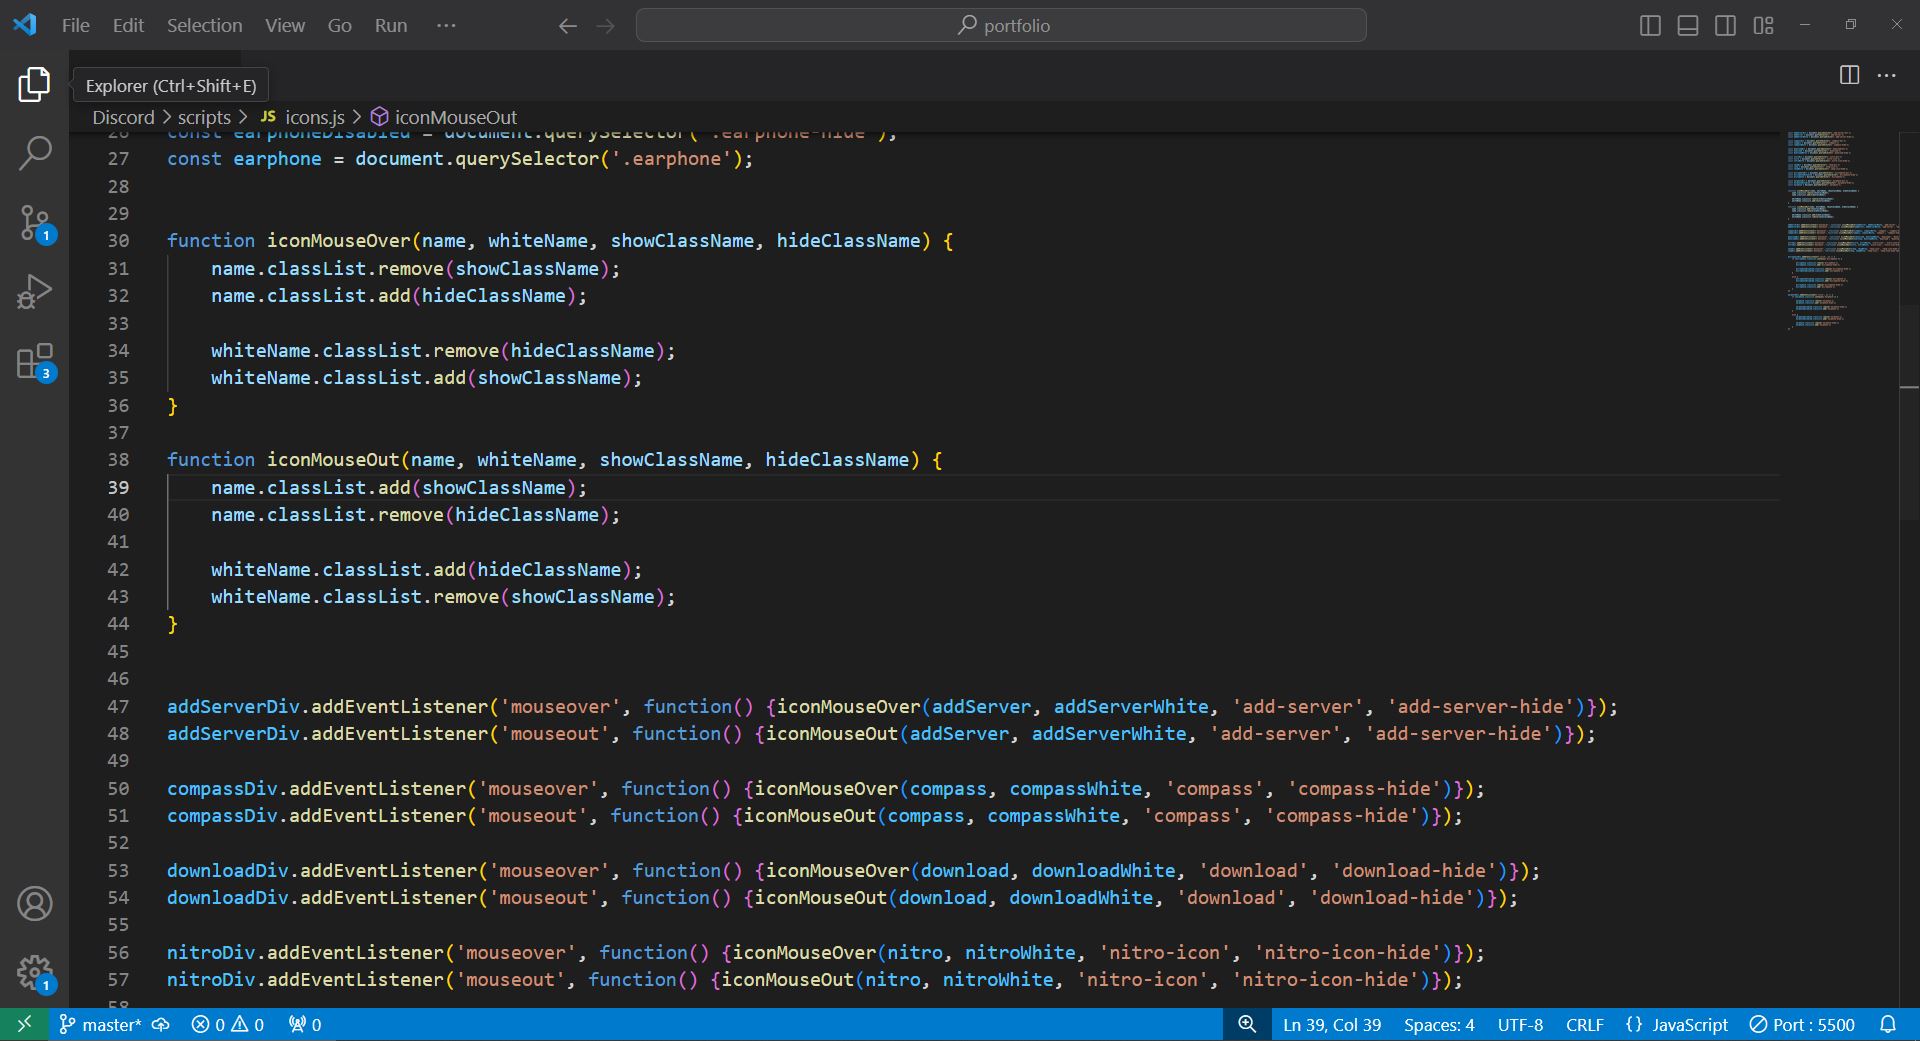 File Edit Selection View Go Run ··· portfolio
Explorer (Ctrl+Shift+E)
Discord > scripts > JS icons.js > iconMouseOut
26 const earphoneDisabled = document.querySelector('.earphone-hide');
27 const earphone = document.querySelector('.earphone');
28
29
30 function iconMouseOver(name, whiteName, showClassName, hideClassName) {
31 name.classList.remove(showClassName);
32 name.classList.add(hideClassName);
33
34 whiteName.classList.remove(hideClassName);
35 whiteName.classList.add(showClassName);
36 }
37
38 function iconMouseOut(name, whiteName, showClassName, hideClassName) {
39 name.classList.add(showClassName);
40 name.classList.remove(hideClassName);
41
42 whiteName.classList.add(hideClassName);
43 whiteName.classList.remove(showClassName);
44 }
45
46
47 addServerDiv.addEventListener('mouseover', function() {iconMouseOver(addServer, addServerWhite, 'add-server', 'add-server-hide')});
48 addServerDiv.addEventListener('mouseout', function() {iconMouseOut(addServer, addServerWhite, 'add-server', 'add-server-hide')});
49
50 compassDiv.addEventListener('mouseover', function() {iconMouseOver(compass, compassWhite, 'compass', 'compass-hide')});
51 compassDiv.addEventListener('mouseout', function() {iconMouseOut(compass, compassWhite, 'compass', 'compass-hide')});
52
53 downloadDiv.addEventListener('mouseover', function() {iconMouseOver(download, downloadWhite, 'download', 'download-hide')});
54 downloadDiv.addEventListener('mouseout', function() {iconMouseOut(download, downloadWhite, 'download', 'download-hide')});
55
56 nitroDiv.addEventListener('mouseover', function() {iconMouseOver(nitro, nitroWhite, 'nitro-icon', 'nitro-icon-hide')});
57 nitroDiv.addEventListener('mouseout', function() {iconMouseOut(nitro, nitroWhite, 'nitro-icon', 'nitro-icon-hide')});
58
1
3
1
master* 0 0 0 Ln 39, Col 39 Spaces: 4 UTF-8 CRLF {} JavaScript Port : 5500